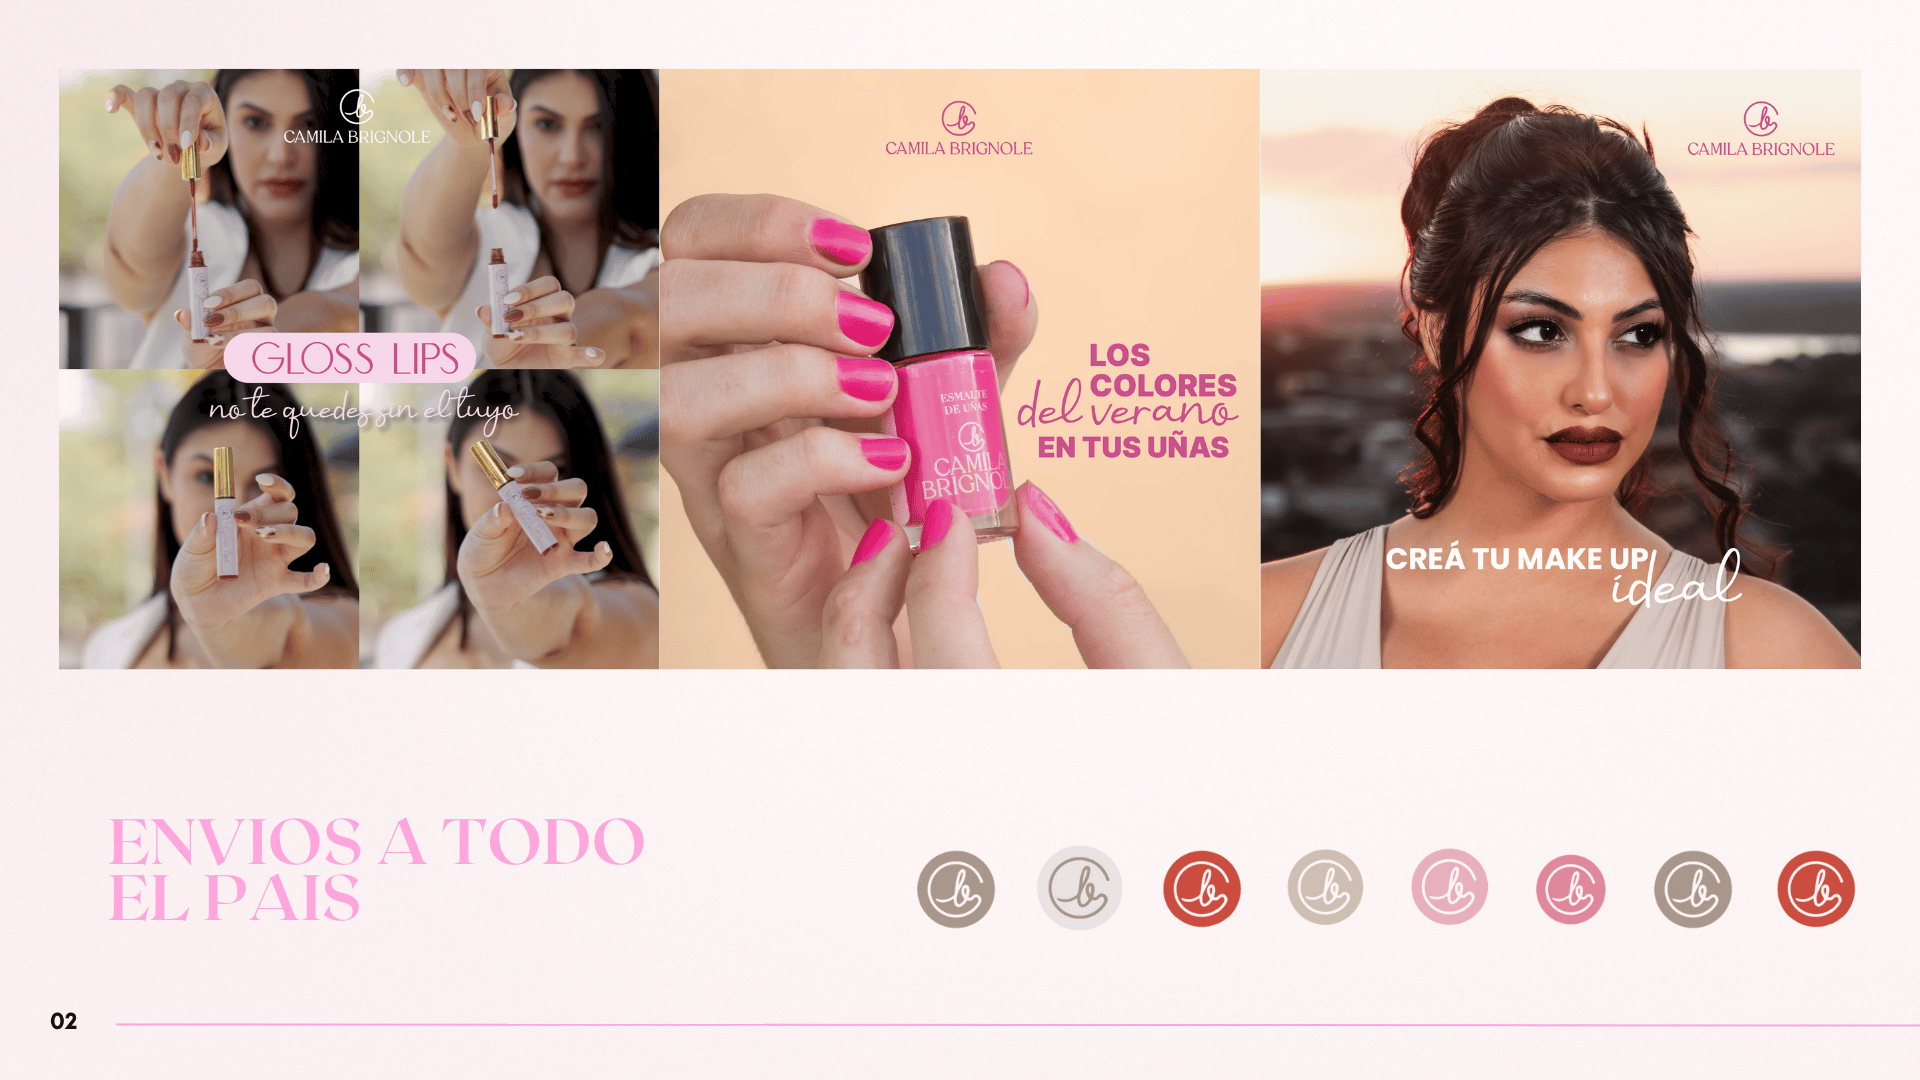 CAMILA BRIGNOLE
GLOSS LIPS
no te quedes sin el tuyo
CAMILA BRIGNOLE
LOS
COLORES
del verano
EN TUS UÑAS
ESMALTE
DE UÑAS
CAMILA
BRIGNOL
CAMILA BRIGNOLE
CREÁ TU MAKE UP
ideal
ENVIOS A TODO
EL PAIS
02